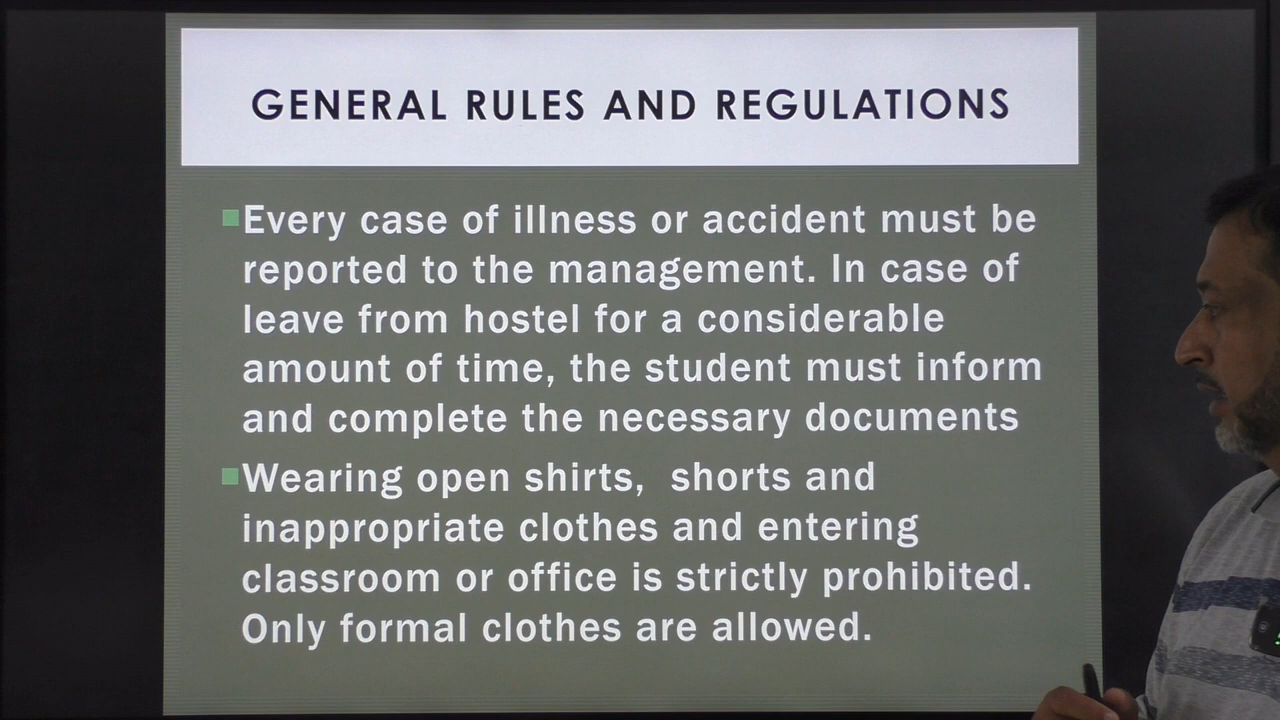 GENERAL RULES AND REGULATIONS
Every case of illness or accident must be
reported to the management. In case of
leave from hostel for a considerable
amount of time, the student must inform
and complete the necessary documents
Wearing open shirts, shorts and
inappropriate clothes and entering
classroom or office is strictly prohibited.
Only formal clothes are allowed.